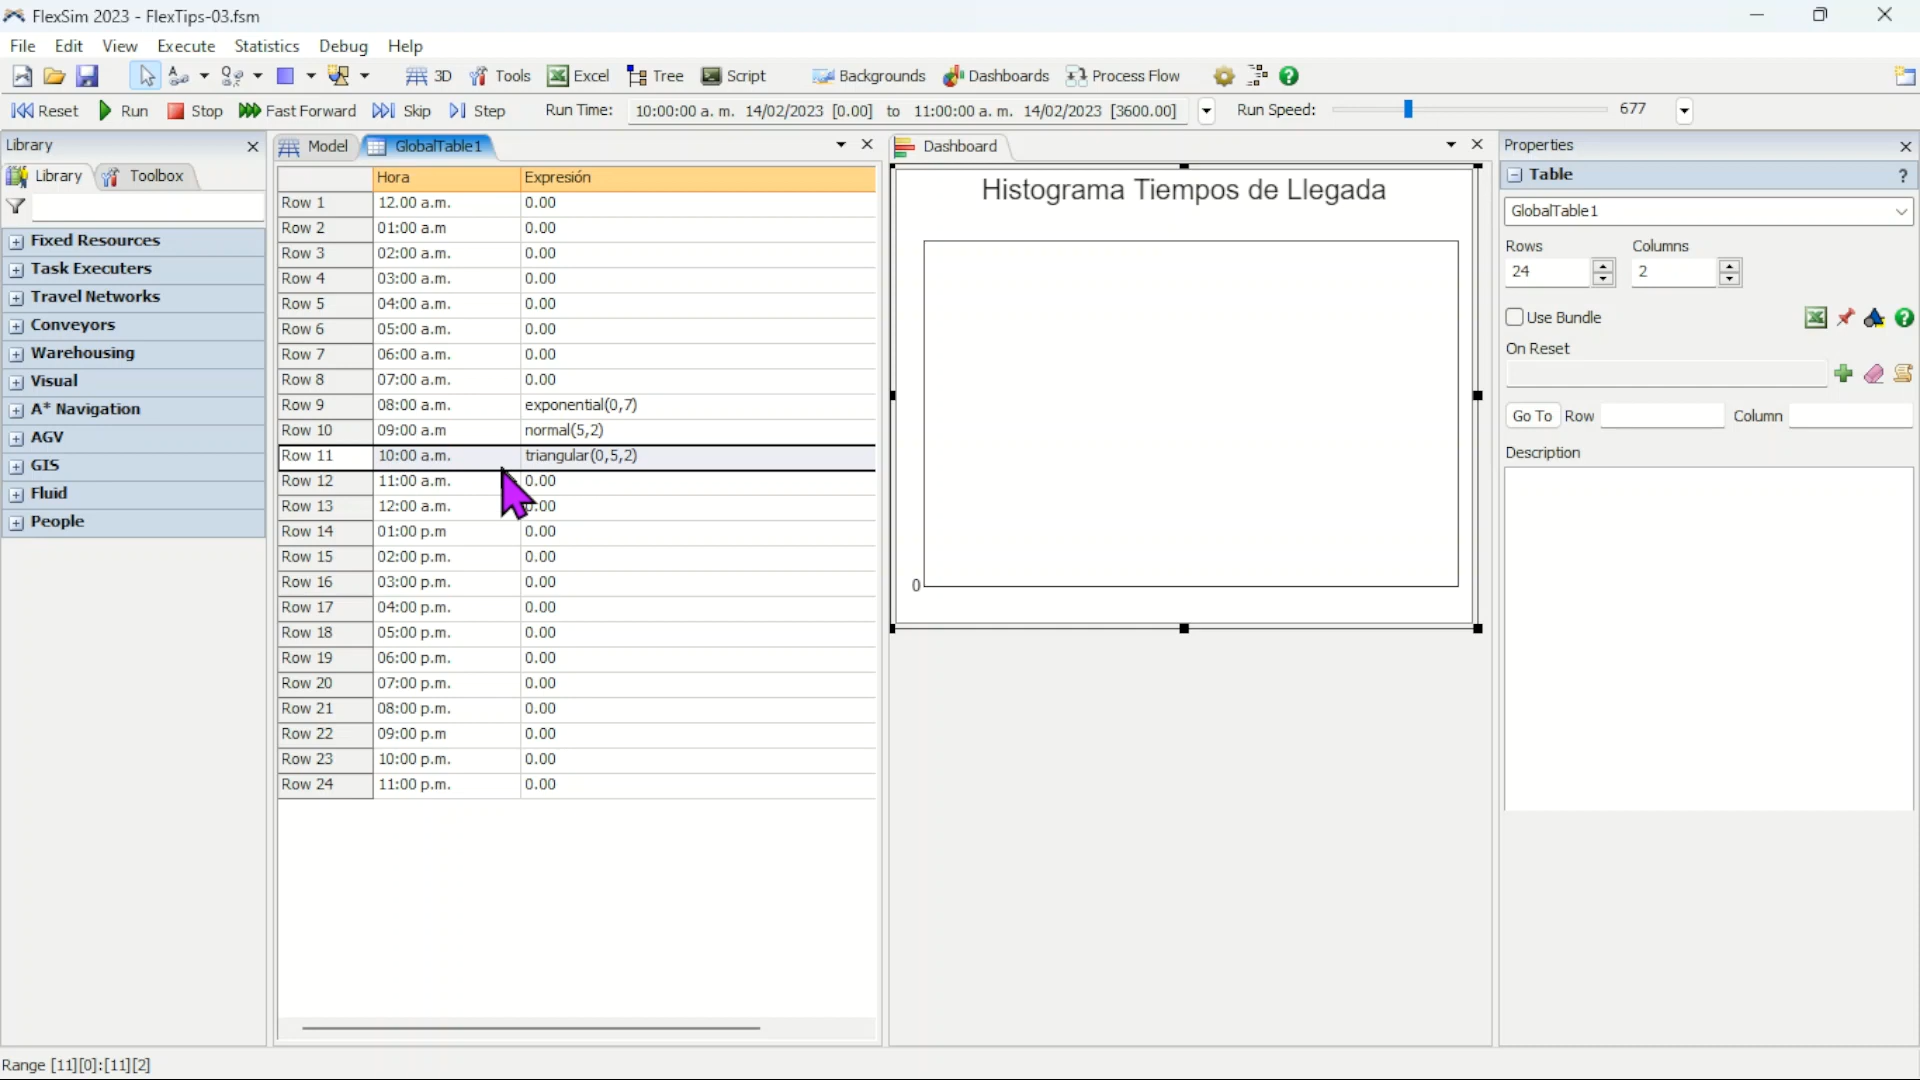 FlexSim 2023 - FlexTips-03.fsm
File Edit View Execute Statistics Debug Help
3D Tools Excel Tree Script Backgrounds Dashboards Process Flow
Reset Run Stop Fast Forward Skip Step Run Time: 10:00:00 a. m. 14/02/2023 [0.00] to 11:00:00 a. m. 14/02/2023 [3600.00] Run Speed: 677
Library
Library Toolbox
Fixed Resources
Task Executers
Travel Networks
Conveyors
Warehousing
Visual
A* Navigation
AGV
GIS
Fluid
People
Model GlobalTable1
Hora Expresión
Row 1 12.00 a.m. 0.00
Row 2 01:00 a.m 0.00
Row 3 02:00 a.m. 0.00
Row 4 03:00 a.m. 0.00
Row 5 04:00 a.m. 0.00
Row 6 05:00 a.m. 0.00
Row 7 06:00 a.m. 0.00
Row 8 07:00 a.m. 0.00
Row 9 08:00 a.m. exponential(0,7)
Row 10 09:00 a.m normal(5,2)
Row 11 10:00 a.m. triangular(0,5,2)
Row 12 11:00 a.m. 0.00
Row 13 12:00 a.m. 0.00
Row 14 01:00 p.m 0.00
Row 15 02:00 p.m. 0.00
Row 16 03:00 p.m. 0.00
Row 17 04:00 p.m. 0.00
Row 18 05:00 p.m. 0.00
Row 19 06:00 p.m. 0.00
Row 20 07:00 p.m. 0.00
Row 21 08:00 p.m. 0.00
Row 22 09:00 p.m 0.00
Row 23 10:00 p.m. 0.00
Row 24 11:00 p.m. 0.00
Dashboard
Histograma Tiempos de Llegada
0
Properties
Table ?
GlobalTable1
Rows Columns
24 2
Use Bundle
On Reset
Go To Row Column
Description
Range [11][0]:[11][2]